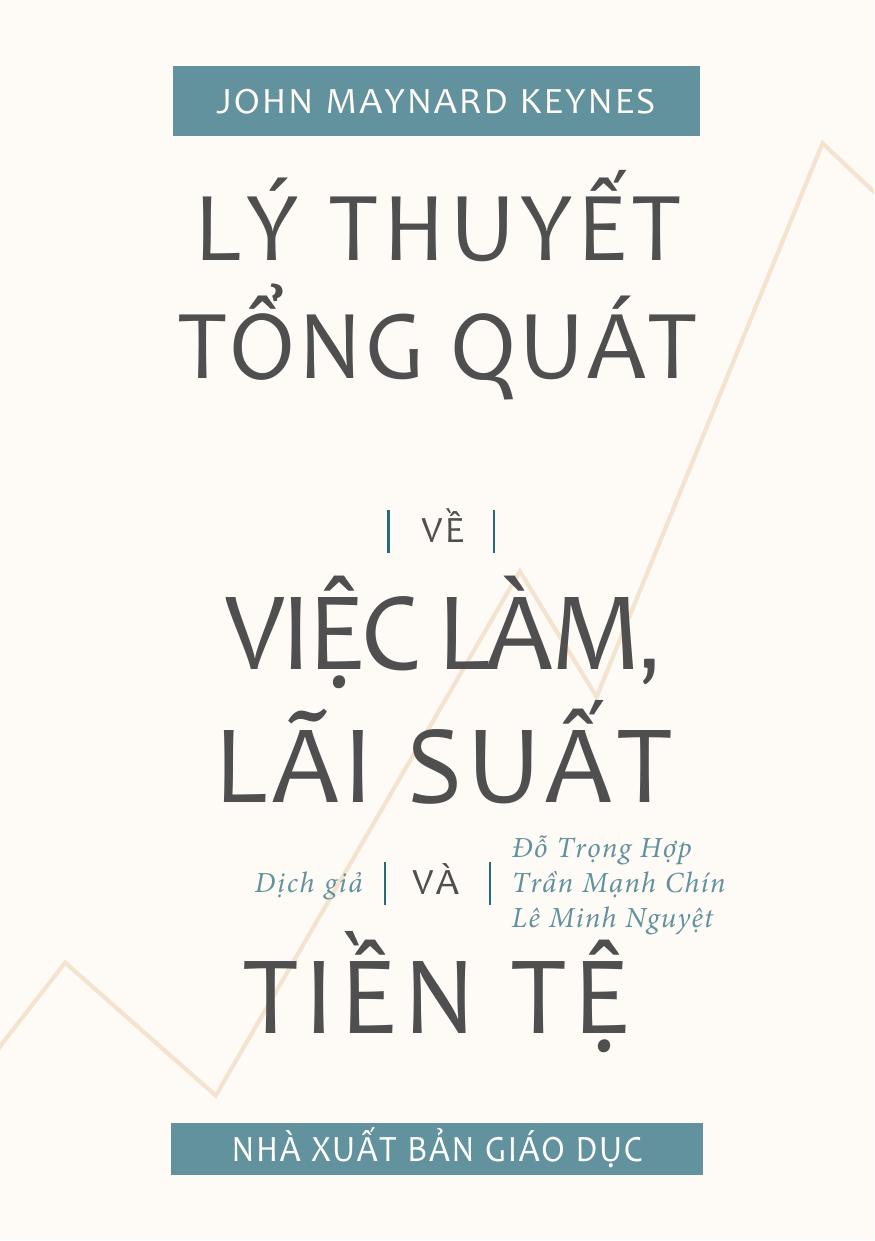 JOHN MAYNARD KEYNES
LÝ THUYẾT
TỔNG QUÁT
VỀ
VIỆC LÀM,
LÃI SUẤT
Dịch giả
VÀ
Đỗ Trọng Hợp
Trần Mạnh Chín
Lê Minh Nguyệt
TIỀN TỆ
NHÀ XUẤT BẢN GIÁO DỤC